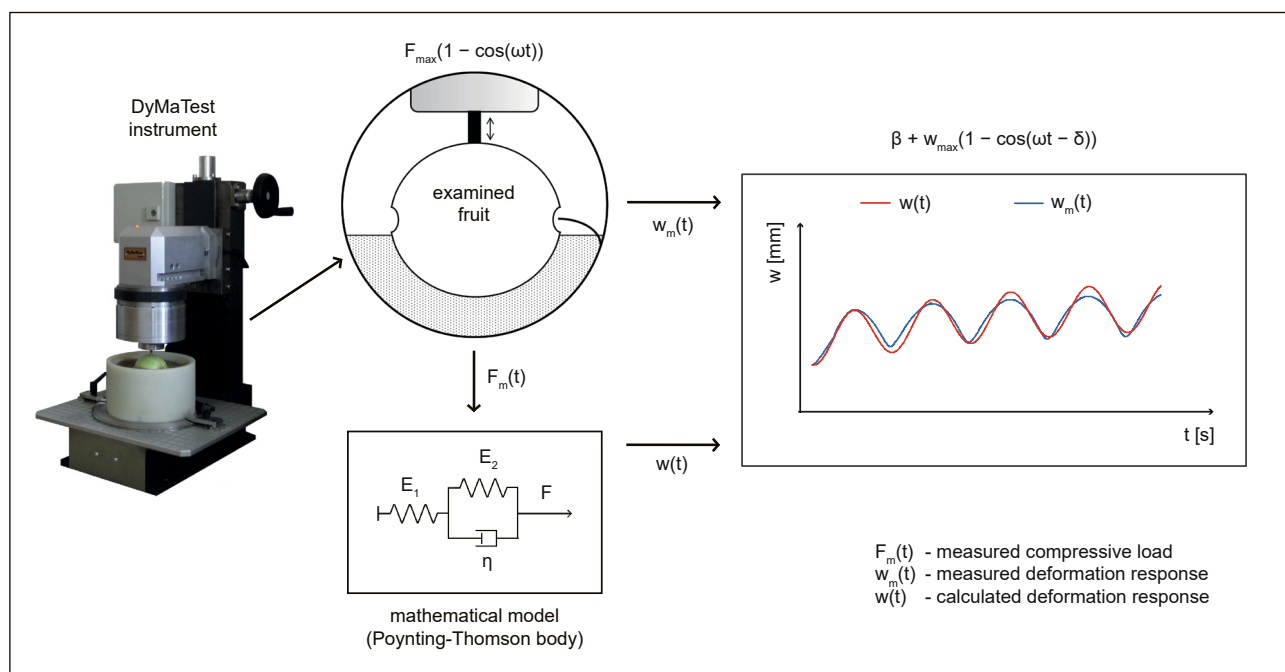 DyMaTest
instrument
Fₘₐₓ(1 − cos(ωt))
examined
fruit
wₘ(t)
Fₘ(t)
E₁
E₂
F
η
mathematical model
(Poynting-Thomson body)
w(t)
β + wₘₐₓ(1 − cos(ωt − δ))
w(t)
wₘ(t)
w [mm]
t [s]
Fₘ(t) - measured compressive load
wₘ(t) - measured deformation response
w(t) - calculated deformation response